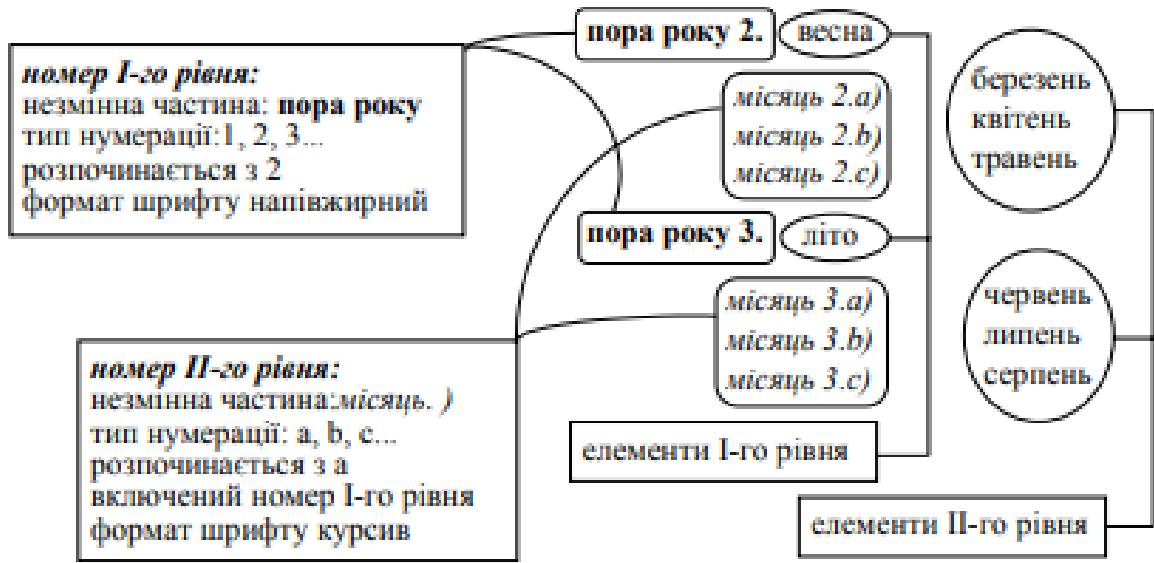 пора року 2. весна
номер І-го рівня:
незмінна частина: пора року
тип нумерації:1, 2, 3...
розпочинається з 2
формат шрифту напівжирний
місяць 2.a)
місяць 2.b)
місяць 2.c)
березень
квітень
травень
пора року 3. літо
місяць 3.a)
місяць 3.b)
місяць 3.c)
червень
липень
серпень
номер ІІ-го рівня:
незмінна частина:місяць. )
тип нумерації: a, b, c...
розпочинається з a
включений номер І-го рівня
формат шрифту курсив
елементи І-го рівня
елементи ІІ-го рівня